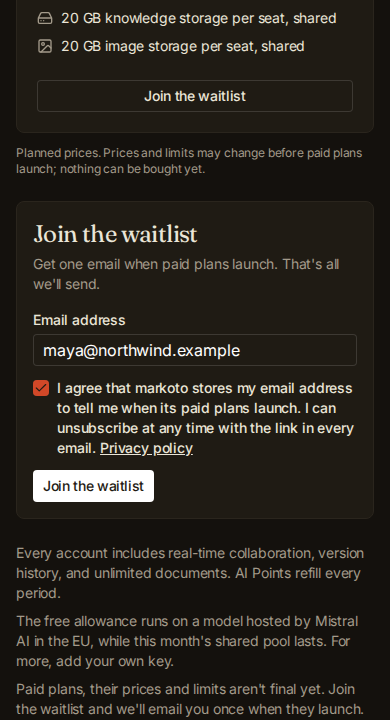 20 GB knowledge storage per seat, shared
20 GB image storage per seat, shared
Join the waitlist
Planned prices. Prices and limits may change before paid plans
launch; nothing can be bought yet.
Join the waitlist
Get one email when paid plans launch. That's all
we'll send.
Email address
maya@northwind.example
I agree that markoto stores my email address
to tell me when its paid plans launch. I can
unsubscribe at any time with the link in every
email. Privacy policy
Join the waitlist
Every account includes real-time collaboration, version
history, and unlimited documents. AI Points refill every
period.
The free allowance runs on a model hosted by Mistral
AI in the EU, while this month's shared pool lasts. For
more, add your own key.
Paid plans, their prices and limits aren't final yet. Join
the waitlist and we'll email you once when they launch.